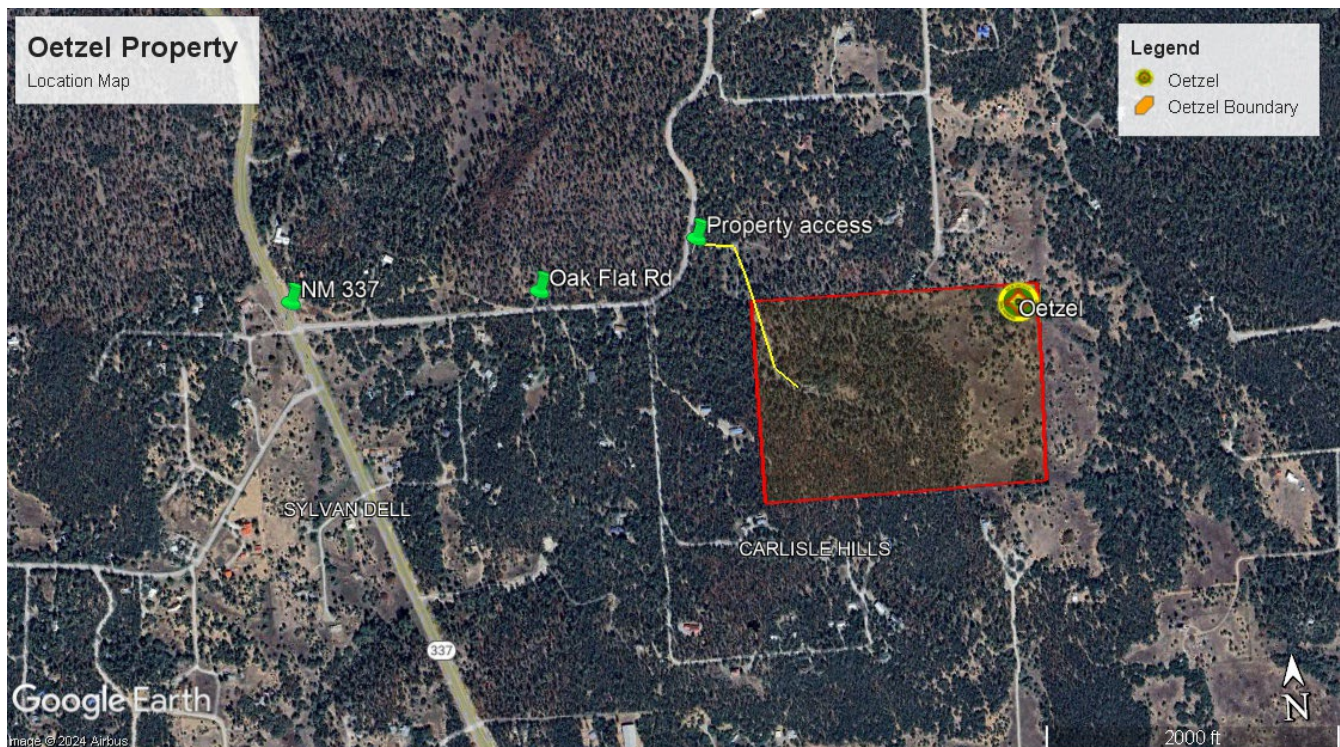 Oetzel Property
Location Map
Legend
Oetzel
Oetzel Boundary
Property access
Oak Flat Rd
NM 337
Oetzel
SYLVAN DELL
CARLISLE HILLS
337
Google Earth
N
Image © 2024 Airbus
2000 ft